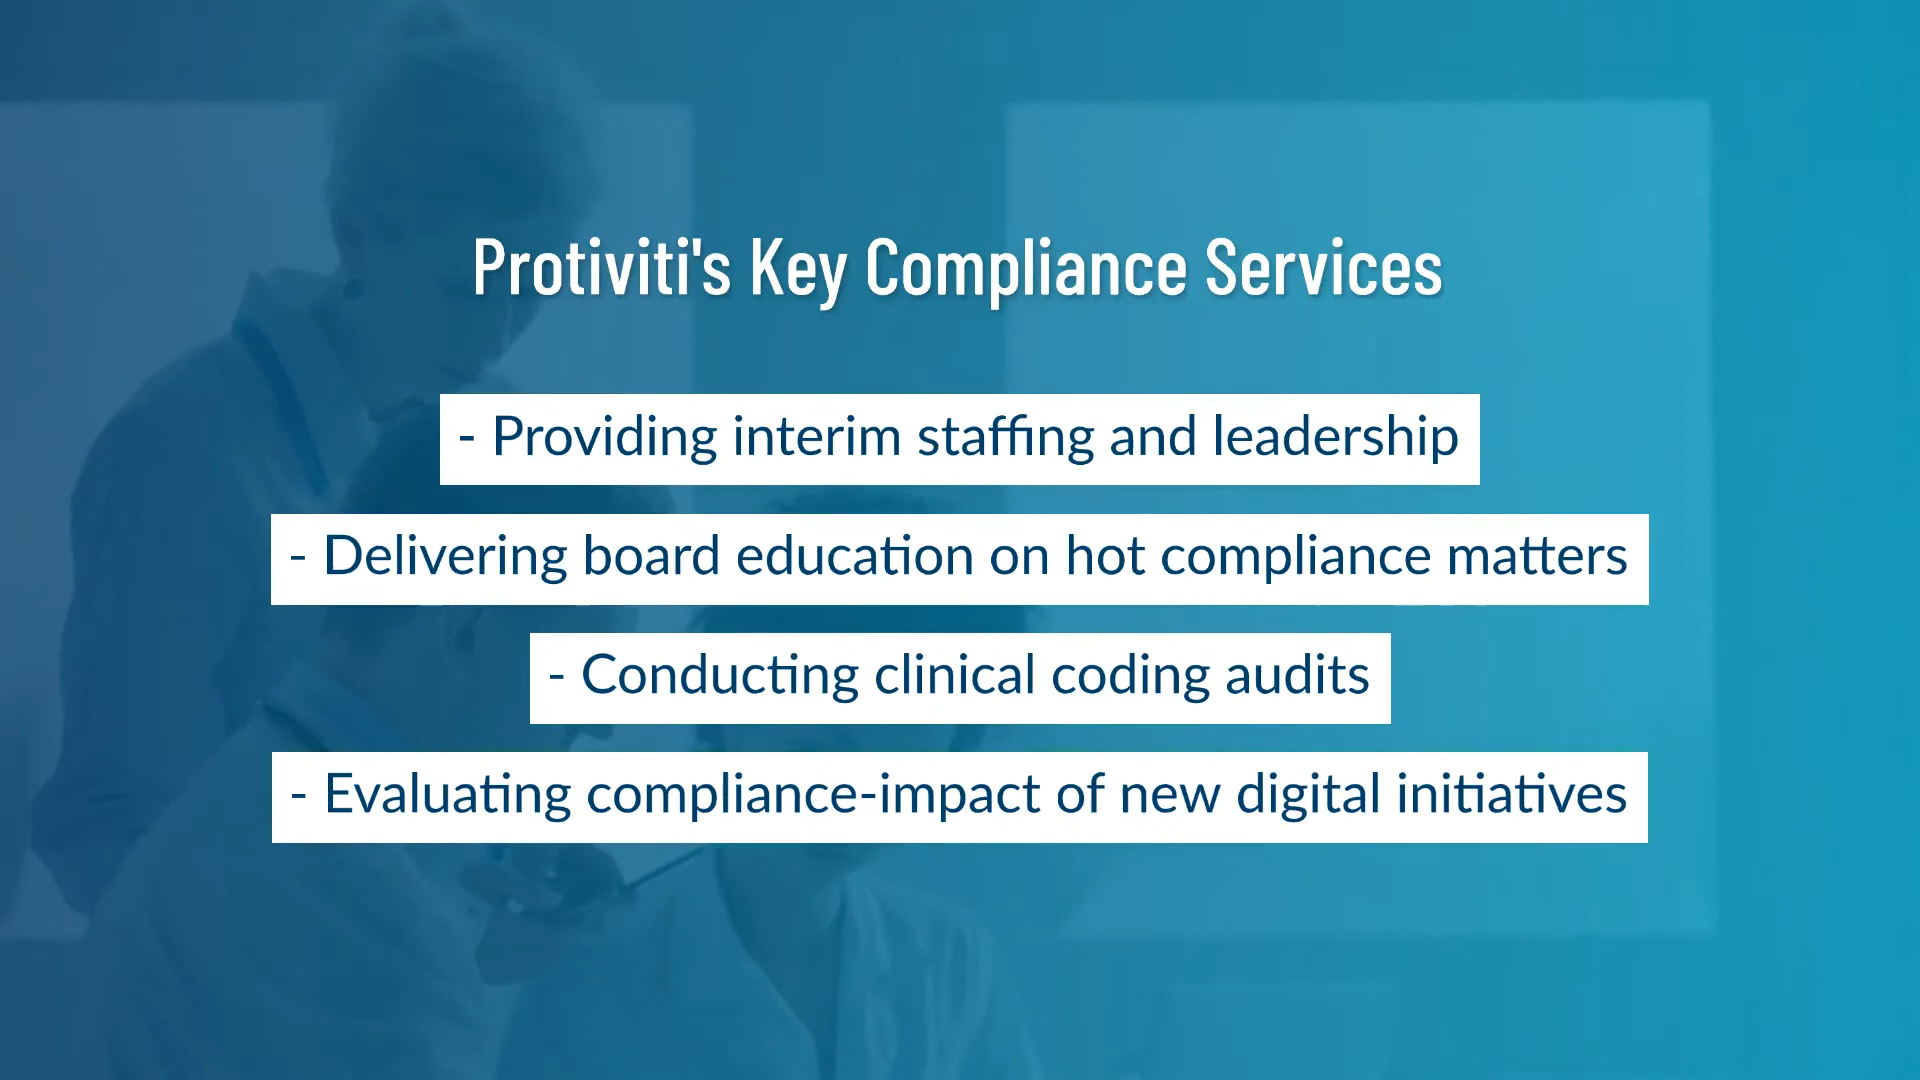 Protiviti's Key Compliance Services
- Providing interim staffing and leadership
- Delivering board education on hot compliance matters
- Conducting clinical coding audits
- Evaluating compliance-impact of new digital initiatives